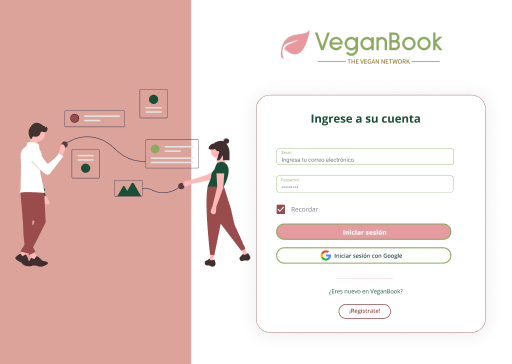 VeganBook
THE VEGAN NETWORK
Ingrese a su cuenta
Email
Ingresa tu correo electrónico
Password
Recordar
Iniciar sesión
Iniciar sesión con Google
¿Eres nuevo en VeganBook?
¡Registrate!